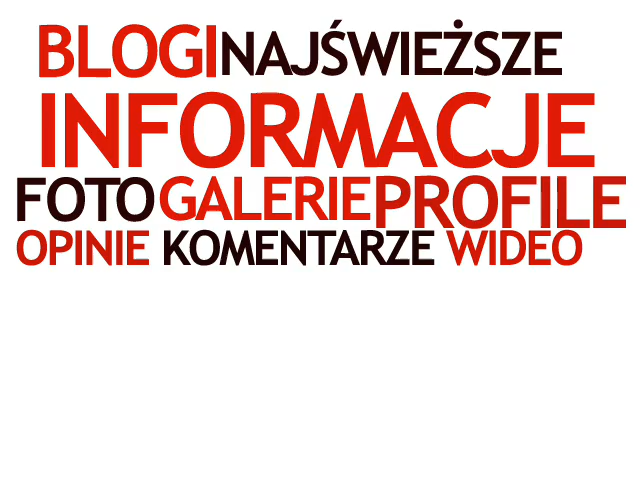 BLOGI NAJŚWIEŻSZE
INFORMACJE
FOTO GALERIE PROFILE
OPINIE KOMENTARZE WIDEO